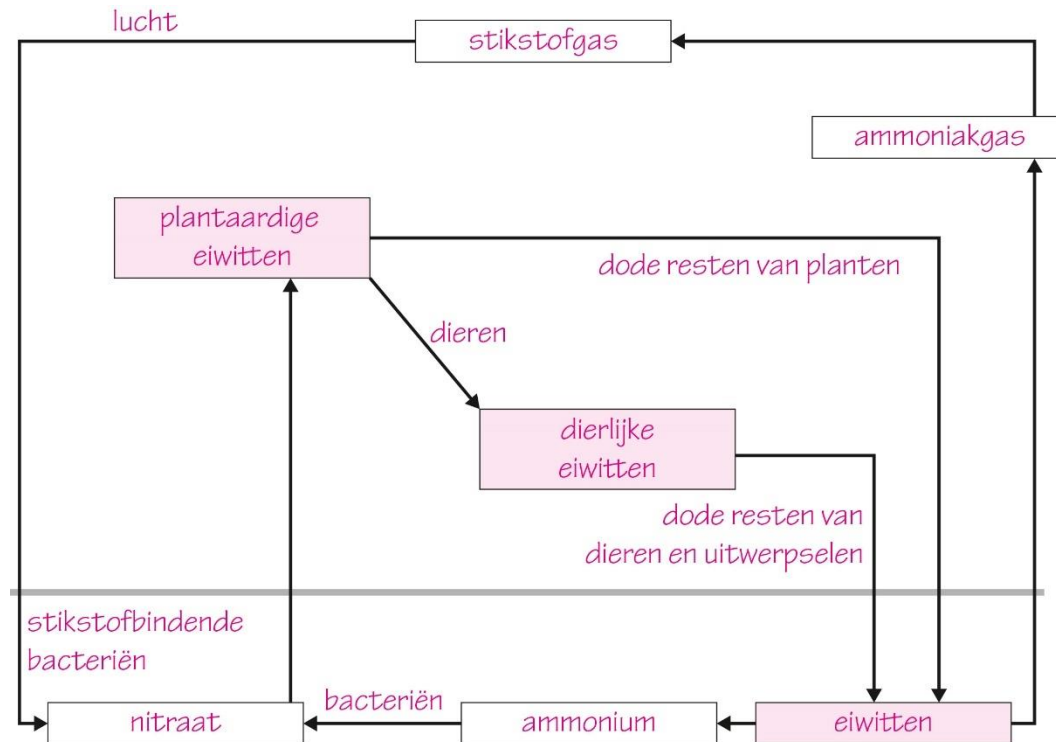 lucht
stikstofgas
ammoniakgas
plantaardige
eiwitten
dode resten van planten
dieren
dierlijke
eiwitten
dode resten van
dieren en uitwerpselen
stikstofbindende
bacteriën
nitraat
bacteriën
ammonium
eiwitten